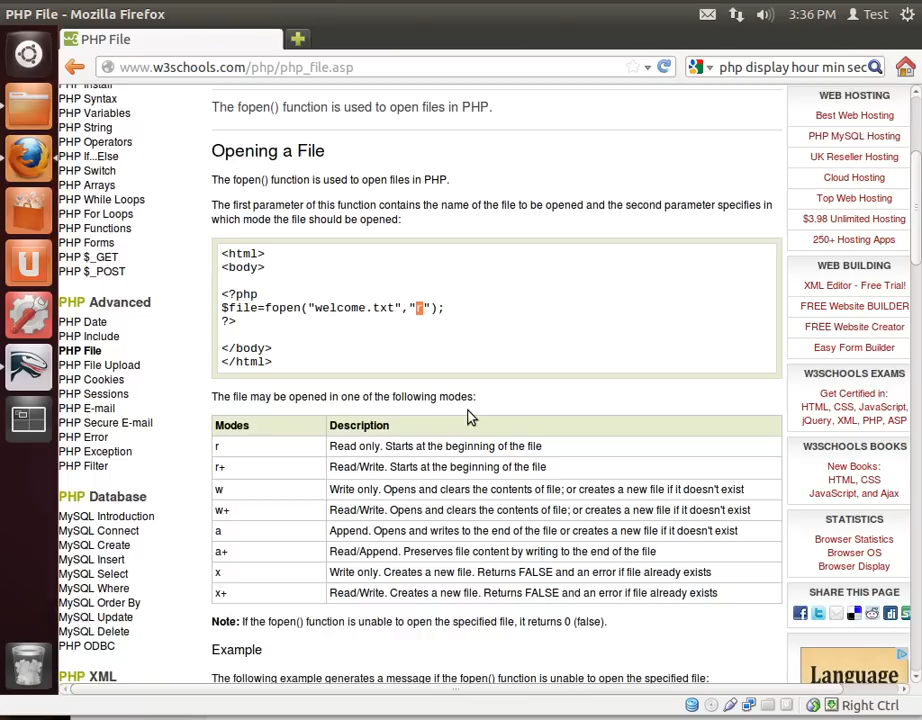 PHP File - Mozilla Firefox
3:36 PM
Test
PHP File
www.w3schools.com/php/php_file.asp
php display hour min sec
PHP Install
PHP Syntax
PHP Variables
PHP String
PHP Operators
PHP If...Else
PHP Switch
PHP Arrays
PHP While Loops
PHP For Loops
PHP Functions
PHP Forms
PHP $_GET
PHP $_POST
PHP Advanced
PHP Date
PHP Include
PHP File
PHP File Upload
PHP Cookies
PHP Sessions
PHP E-mail
PHP Secure E-mail
PHP Error
PHP Exception
PHP Filter
PHP Database
MySQL Introduction
MySQL Connect
MySQL Create
MySQL Insert
MySQL Select
MySQL Where
MySQL Order By
MySQL Update
MySQL Delete
PHP ODBC
PHP XML
The fopen() function is used to open files in PHP.
Opening a File
The fopen() function is used to open files in PHP.
The first parameter of this function contains the name of the file to be opened and the second parameter specifies in
which mode the file should be opened:
<html>
<body>
<?php
$file=fopen("welcome.txt","r");
?>
</body>
</html>
The file may be opened in one of the following modes:
Modes Description
r Read only. Starts at the beginning of the file
r+ Read/Write. Starts at the beginning of the file
w Write only. Opens and clears the contents of file; or creates a new file if it doesn't exist
w+ Read/Write. Opens and clears the contents of file; or creates a new file if it doesn't exist
a Append. Opens and writes to the end of the file or creates a new file if it doesn't exist
a+ Read/Append. Preserves file content by writing to the end of the file
x Write only. Creates a new file. Returns FALSE and an error if file already exists
x+ Read/Write. Creates a new file. Returns FALSE and an error if file already exists
Note: If the fopen() function is unable to open the specified file, it returns 0 (false).
Example
The following example generates a message if the fopen() function is unable to open the specified file:
WEB HOSTING
Best Web Hosting
PHP MySQL Hosting
UK Reseller Hosting
Cloud Hosting
Top Web Hosting
$3.98 Unlimited Hosting
250+ Hosting Apps
WEB BUILDING
XML Editor - Free Trial!
FREE Website BUILDER
FREE Website Creator
Easy Form Builder
W3SCHOOLS EXAMS
Get Certified in:
HTML, CSS, JavaScript,
jQuery, XML, PHP, ASP
W3SCHOOLS BOOKS
New Books:
HTML, CSS
JavaScript, and Ajax
STATISTICS
Browser Statistics
Browser OS
Browser Display
SHARE THIS PAGE
Language
Right Ctrl